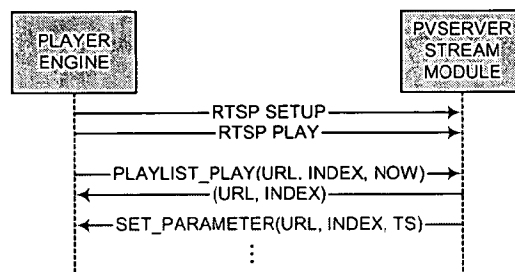 PLAYER
ENGINE
PVSERVER
STREAM
MODULE
RTSP SETUP
RTSP PLAY
PLAYLIST_PLAY(URL. INDEX, NOW)
(URL, INDEX)
SET_PARAMETER(URL, INDEX, TS)